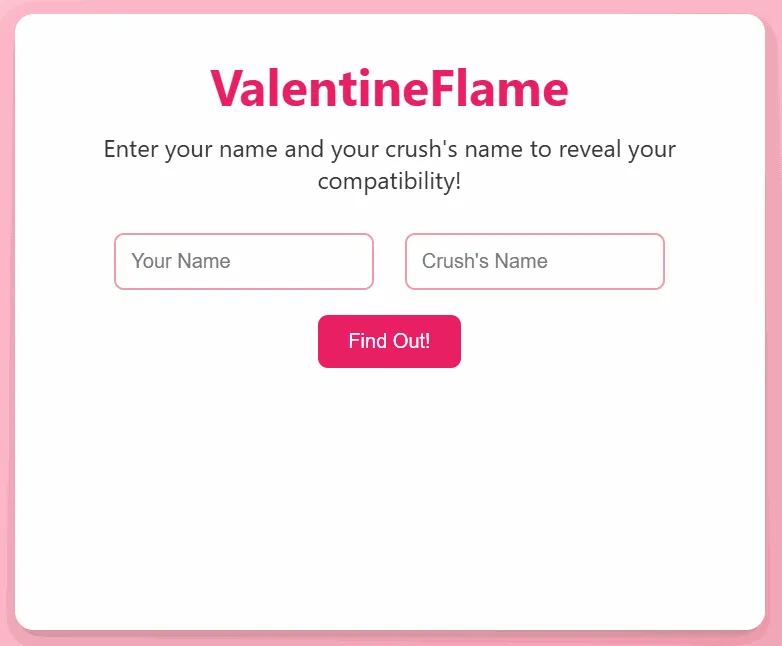 ValentineFlame
Enter your name and your crush's name to reveal your
compatibility!
Your Name
Crush's Name
Find Out!